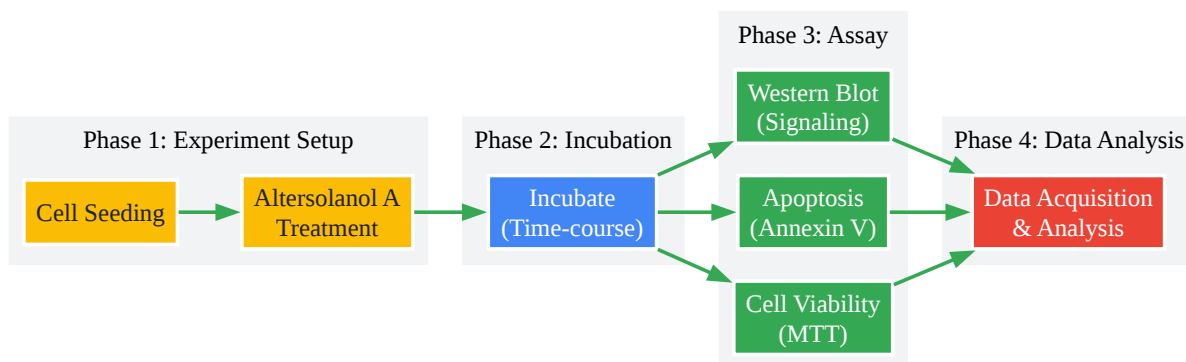 Phase 1: Experiment Setup
Cell Seeding
Altersolanol A
Treatment
Phase 2: Incubation
Incubate
(Time-course)
Phase 3: Assay
Western Blot
(Signaling)
Apoptosis
(Annexin V)
Cell Viability
(MTT)
Phase 4: Data Analysis
Data Acquisition
& Analysis